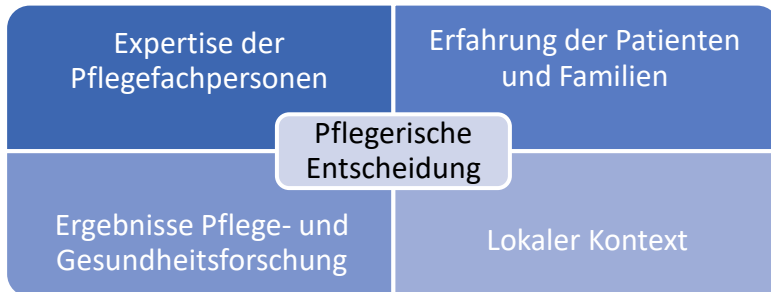 Expertise der
Pflegefachpersonen
Erfahrung der Patienten
und Familien
Pflegerische
Entscheidung
Ergebnisse Pflege- und
Gesundheitsforschung
Lokaler Kontext